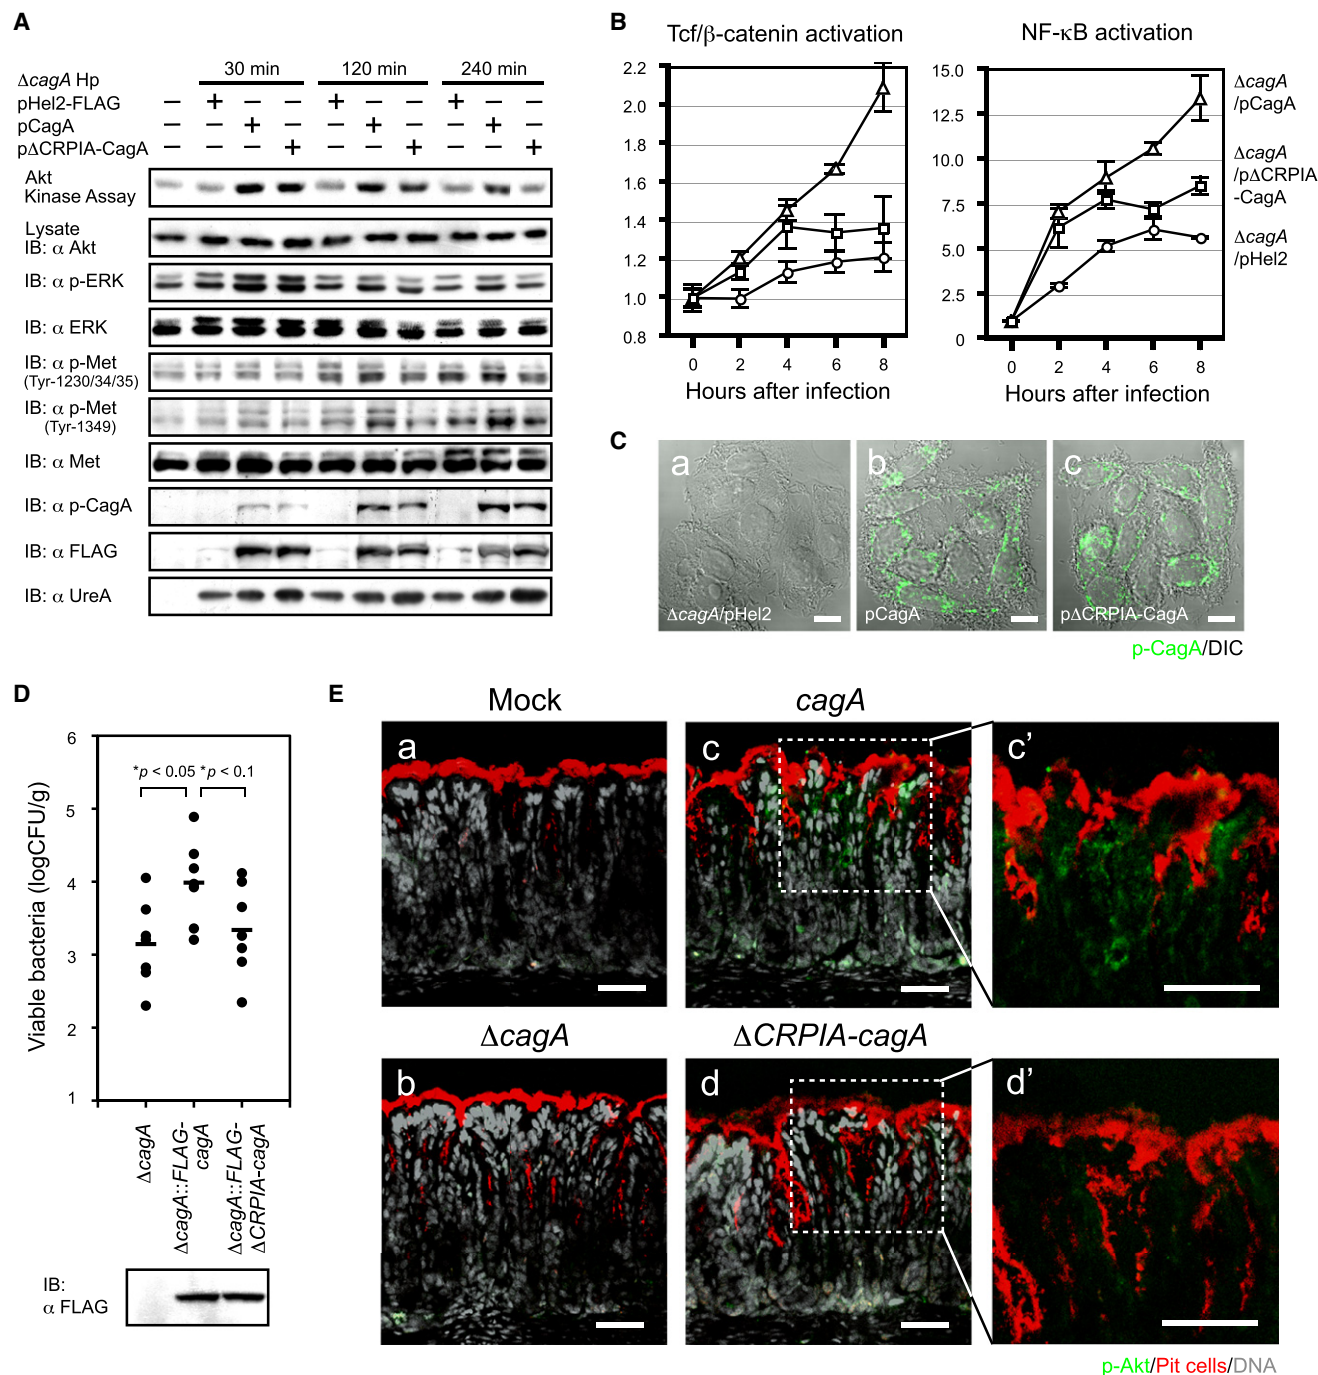 A
ΔcagA Hp
30 min 120 min 240 min
pHel2-FLAG – + – – + – – + – –
pCagA – – + – – + – – + –
pΔCRPIA-CagA – – – + – – + – – +
Akt
Kinase Assay
Lysate
IB: α Akt
IB: α p-ERK
IB: α ERK
IB: α p-Met
(Tyr-1230/34/35)
IB: α p-Met
(Tyr-1349)
IB: α Met
IB: α p-CagA
IB: α FLAG
IB: α UreA
B
Tcf/β-catenin activation
2.2
2.0
1.8
1.6
1.4
1.2
1.0
0.8
0 2 4 6 8
Hours after infection
NF-κB activation
15.0
12.5
10.0
7.5
5.0
2.5
0
0 2 4 6 8
Hours after infection
ΔcagA
/pCagA
ΔcagA
/pΔCRPIA
-CagA
ΔcagA
/pHel2
C
a
ΔcagA/pHel2
b
pCagA
c
pΔCRPIA-CagA
p-CagA/DIC
D
Viable bacteria (logCFU/g)
6
5
4
3
2
1
*p < 0.05 *p < 0.1
ΔcagA
ΔcagA::FLAG-
cagA
ΔcagA::FLAG-
ΔCRPIA-cagA
IB:
α FLAG
E
Mock
a
cagA
c
c'
ΔcagA
b
ΔCRPIA-cagA
d
d'
p-Akt/Pit cells/DNA